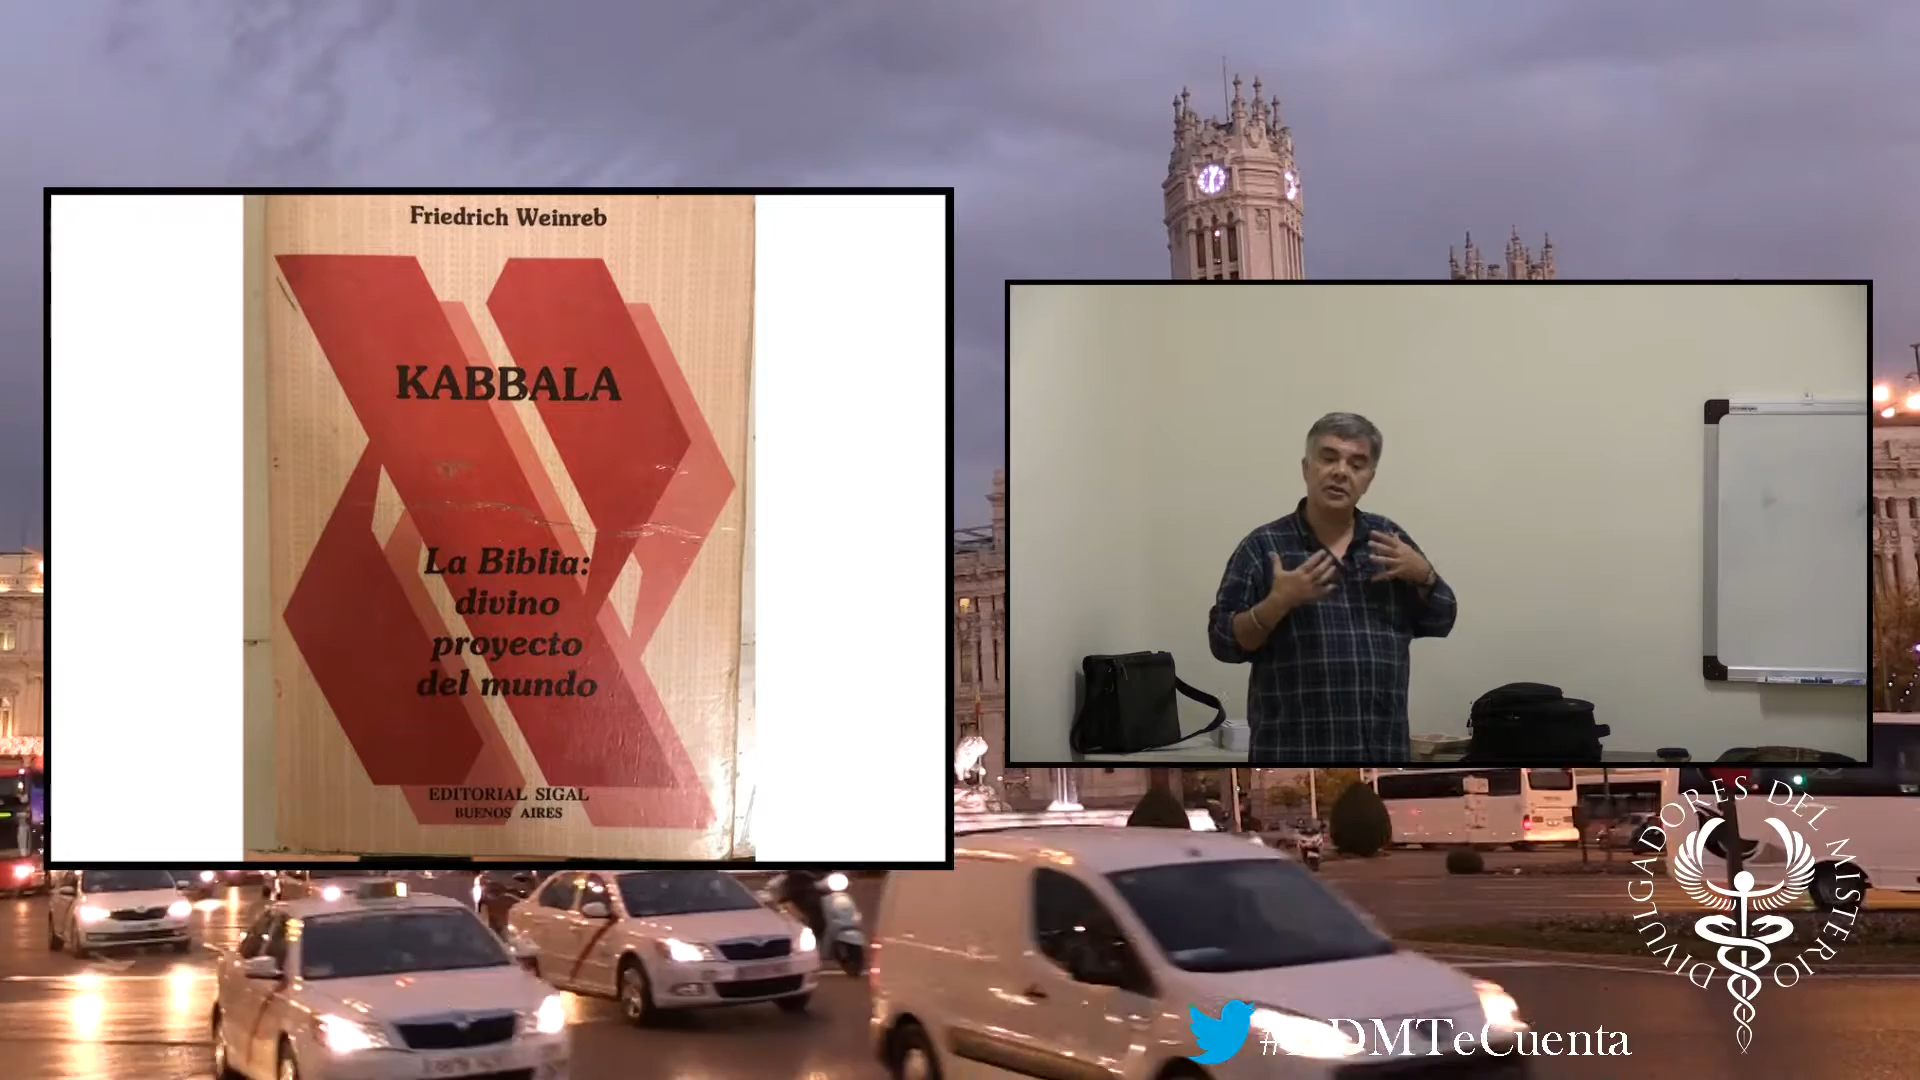 Friedrich Weinreb
KABBALA
La Biblia:
divino
proyecto
del mundo
EDITORIAL SIGAL
BUENOS AIRES
DIVULGADORES DEL MISTERIO
DMTeCuenta